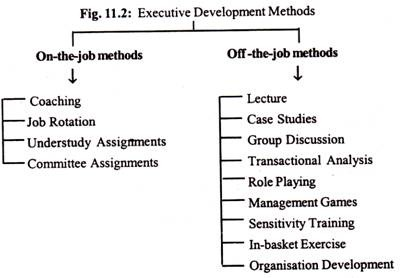 Fig. 11.2: Executive Development Methods
On-the-job methods
Coaching
Job Rotation
Understudy Assignments
Committee Assignments
Off-the-job methods
Lecture
Case Studies
Group Discussion
Transactional Analysis
Role Playing
Management Games
Sensitivity Training
In-basket Exercise
Organisation Development